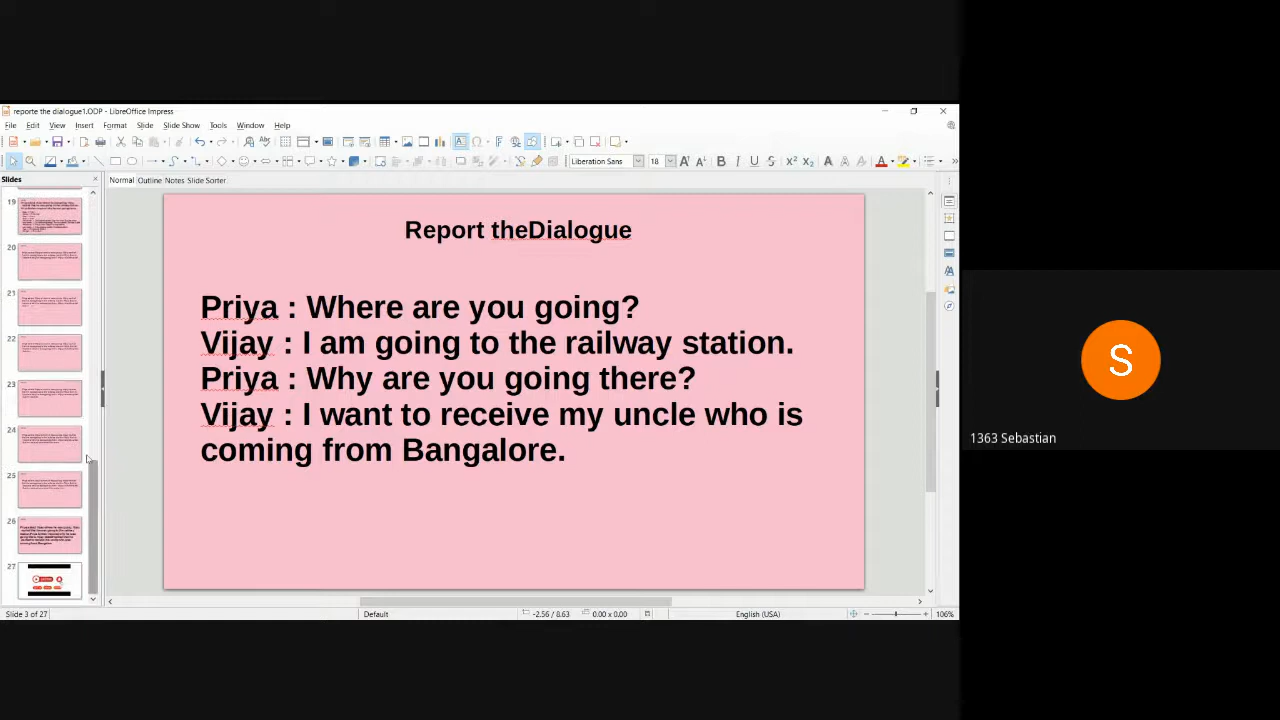 reporte the dialogue1.ODP - LibreOffice Impress
File Edit View Insert Format Slide Slide Show Tools Window Help
Liberation Sans 18
Slides
Normal Outline Notes Slide Sorter
19
20
21
22
23
24
25
26
27
Report theDialogue
Priya : Where are you going?
Vijay : I am going to the railway station.
Priya : Why are you going there?
Vijay : I want to receive my uncle who is
coming from Bangalore.
Slide 3 of 27 Default -2.56 / 8.63 0.00 x 0.00 English (USA) 106%
S
1363 Sebastian